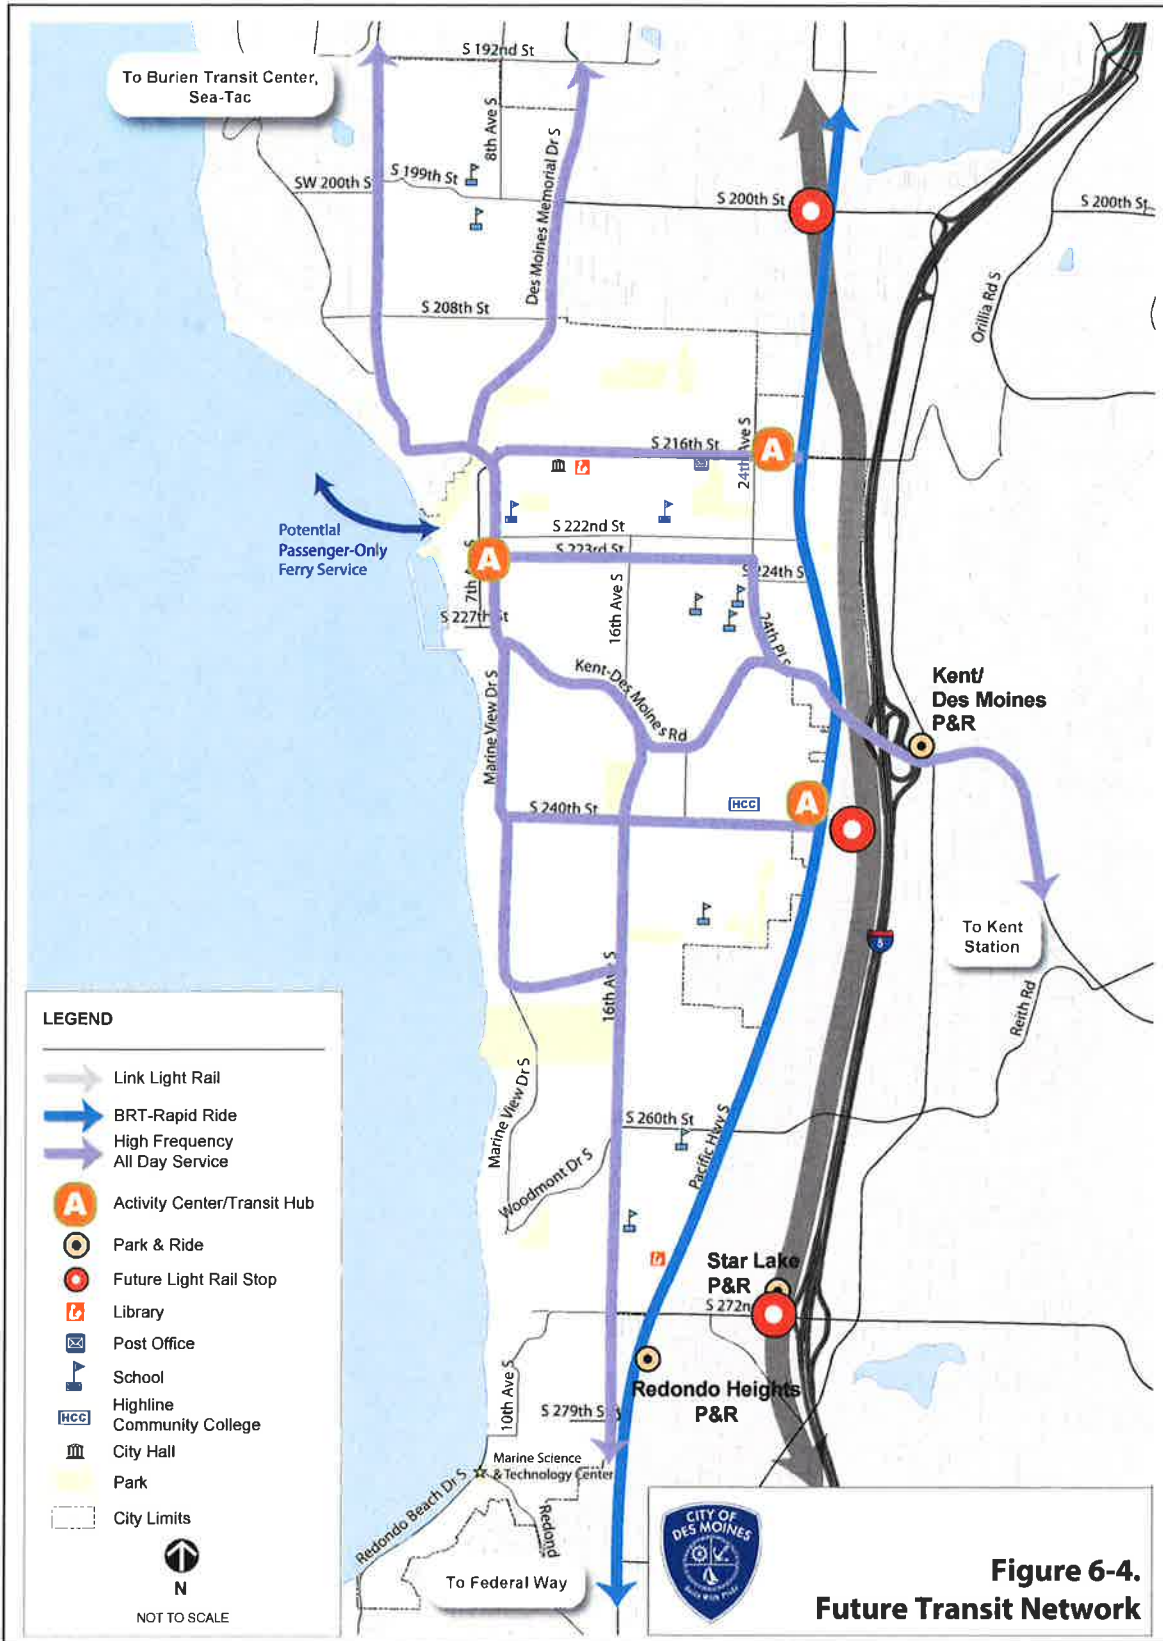 S 192nd St
To Burien Transit Center,
Sea-Tac
8th Ave S
Des Moines Memorial Dr S
S 199th St
SW 200th S
S 200th St
S 200th St
Orillia Rd S
S 208th St
24th Ave S
S 216th St
A
Potential
Passenger-Only
Ferry Service
S 222nd St
S 223rd St
A
7th A
S
S 224th S
S 227th St
16th Ave S
24th Pl S
Kent-Des Moines Rd
Marine View Dr S
Kent/
Des Moines
P&R
HCC
A
S 240th St
5
To Kent
Station
16th Av S
Reith Rd
Marine View Dr S
S 260th St
Pacific Hwy S
Woodmont Dr S
Star Lake
P&R
S 272n
Redondo Heights
P&R
10th Ave S
S 279th S
Marine Science
& Technology Center
Redondo Beach Dr S
Redond
To Federal Way
LEGEND
Link Light Rail
BRT-Rapid Ride
High Frequency
All Day Service
A
Activity Center/Transit Hub
Park & Ride
Future Light Rail Stop
Library
Post Office
School
HCC
Highline
Community College
City Hall
Park
City Limits
N
NOT TO SCALE
CITY OF
DES MOINES
Figure 6-4.
Future Transit Network